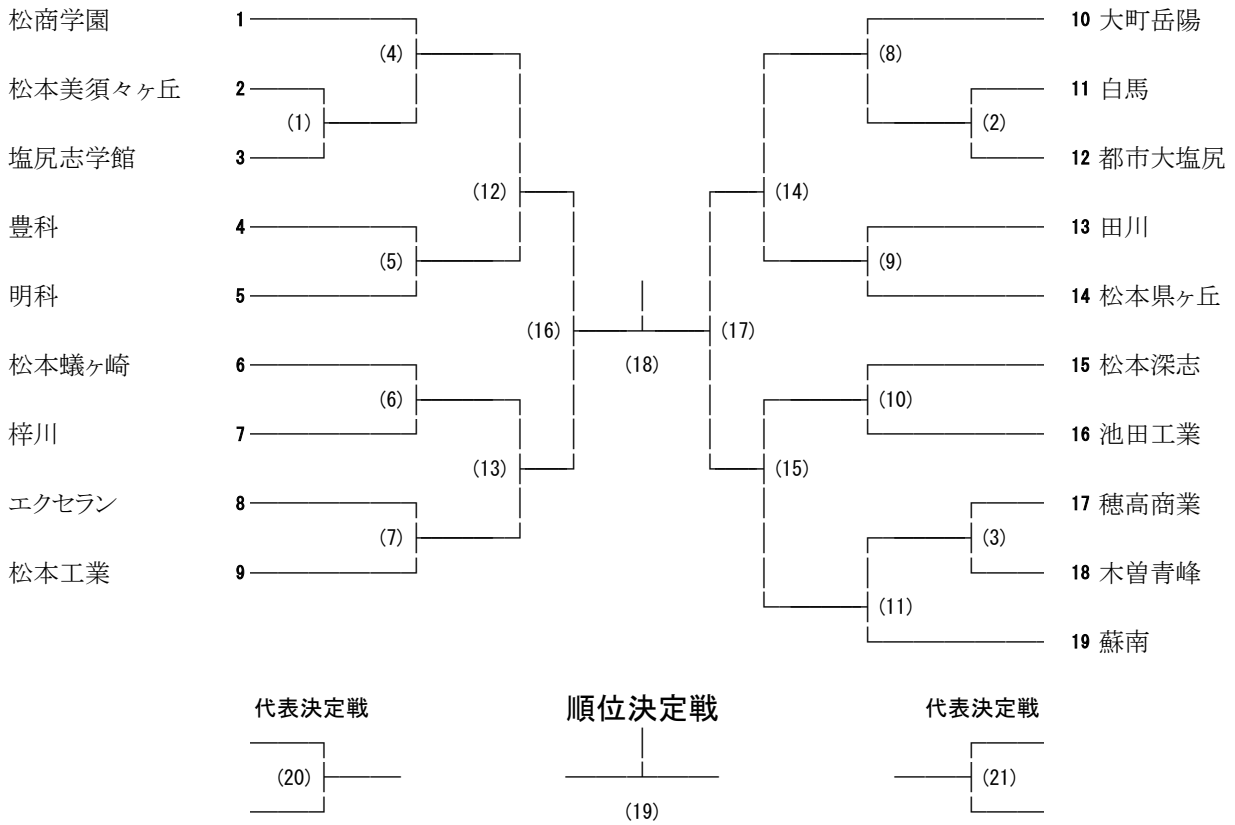 松商学園 1 10 大町岳陽
(4) (8)
松本美須々ヶ丘 2 11 白馬
(1) (2)
塩尻志学館 3 12 都市大塩尻
(12) (14)
豊科 4 13 田川
(5) (9)
明科 5 14 松本県ヶ丘
(16) (17)
(18)
松本蟻ヶ崎 6 15 松本深志
(6) (10)
梓川 7 16 池田工業
(13) (15)
エクセラン 8 17 穂高商業
(7) (3)
松本工業 9 18 木曽青峰
(11)
19 蘇南
代表決定戦 順位決定戦 代表決定戦
(20) (21)
(19)